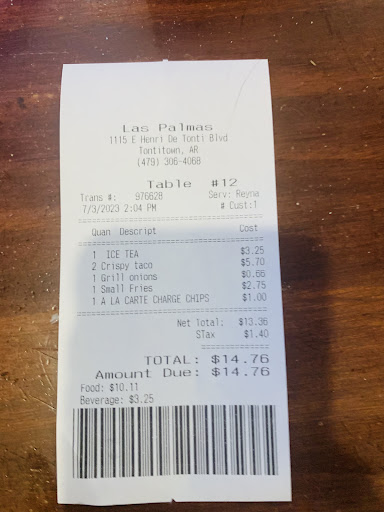 Las Palmas
1115 E Henri De Tonti Blvd
Tontitown, AR
(479) 306-4068
Table #12
Trans #: 976628 Serv: Reyna
7/3/2023 2:04 PM # Cust:1
Quan Descript Cost
1 ICE TEA $3.25
2 Crispy taco $5.70
1 Grill onions $0.66
1 Small Fries $2.75
1 A LA CARTE CHARGE CHIPS $1.00
Net Total: $13.36
STax $1.40
TOTAL: $14.76
Amount Due: $14.76
Food: $10.11
Beverage: $3.25